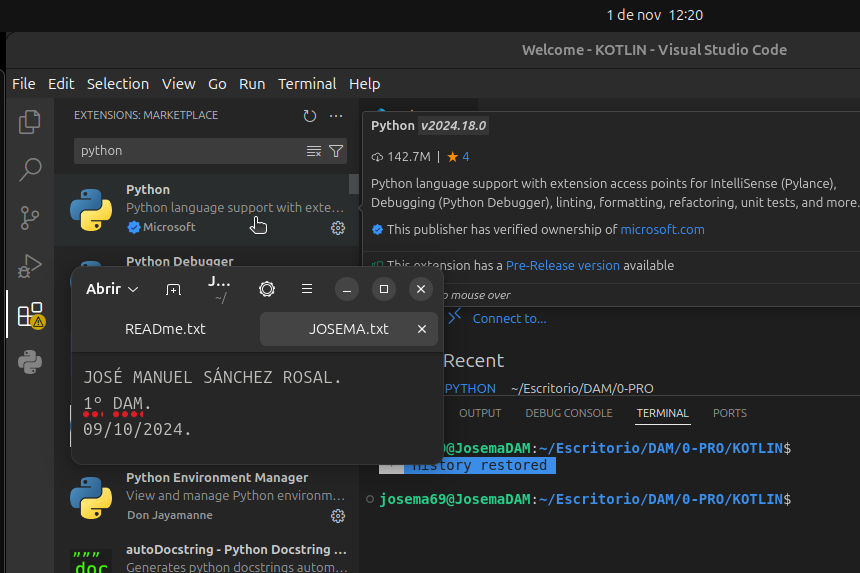 1 de nov 12:20
Welcome - KOTLIN - Visual Studio Code
File Edit Selection View Go Run Terminal Help
EXTENSIONS: MARKETPLACE
python
Python
Python language support with exte...
Microsoft
Python Debugger
Python v2024.18.0
142.7M | 4
Python language support with extension access points for IntelliSense (Pylance),
Debugging (Python Debugger), linting, formatting, refactoring, unit tests, and more.
This publisher has verified ownership of microsoft.com
This extension has a Pre-Release version available
mouse over
Abrir J...
~/
READme.txt JOSEMA.txt
JOSÉ MANUEL SÁNCHEZ ROSAL.
1º DAM.
09/10/2024.
Connect to...
Recent
PYTHON ~/Escritorio/DAM/0-PRO
OUTPUT DEBUG CONSOLE TERMINAL PORTS
9@JosemaDAM:~/Escritorio/DAM/0-PRO/KOTLIN$
History restored
josema69@JosemaDAM:~/Escritorio/DAM/0-PRO/KOTLIN$
Python Environment Manager
View and manage Python environm...
Don Jayamanne
autoDocstring - Python Docstring ...
Generates python docstrings autom...
"""
doc